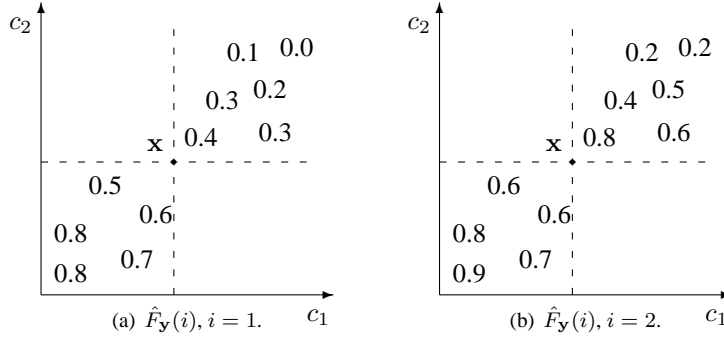 c₂
0.1 0.0
0.3 0.2
x 0.4 0.3
0.5
0.6
0.8
0.7
0.8
c₁
(a) F̂_y(i), i = 1.
c₂
0.2 0.2
0.4 0.5
x 0.8 0.6
0.6
0.6
0.8
0.7
0.9
c₁
(b) F̂_y(i), i = 2.